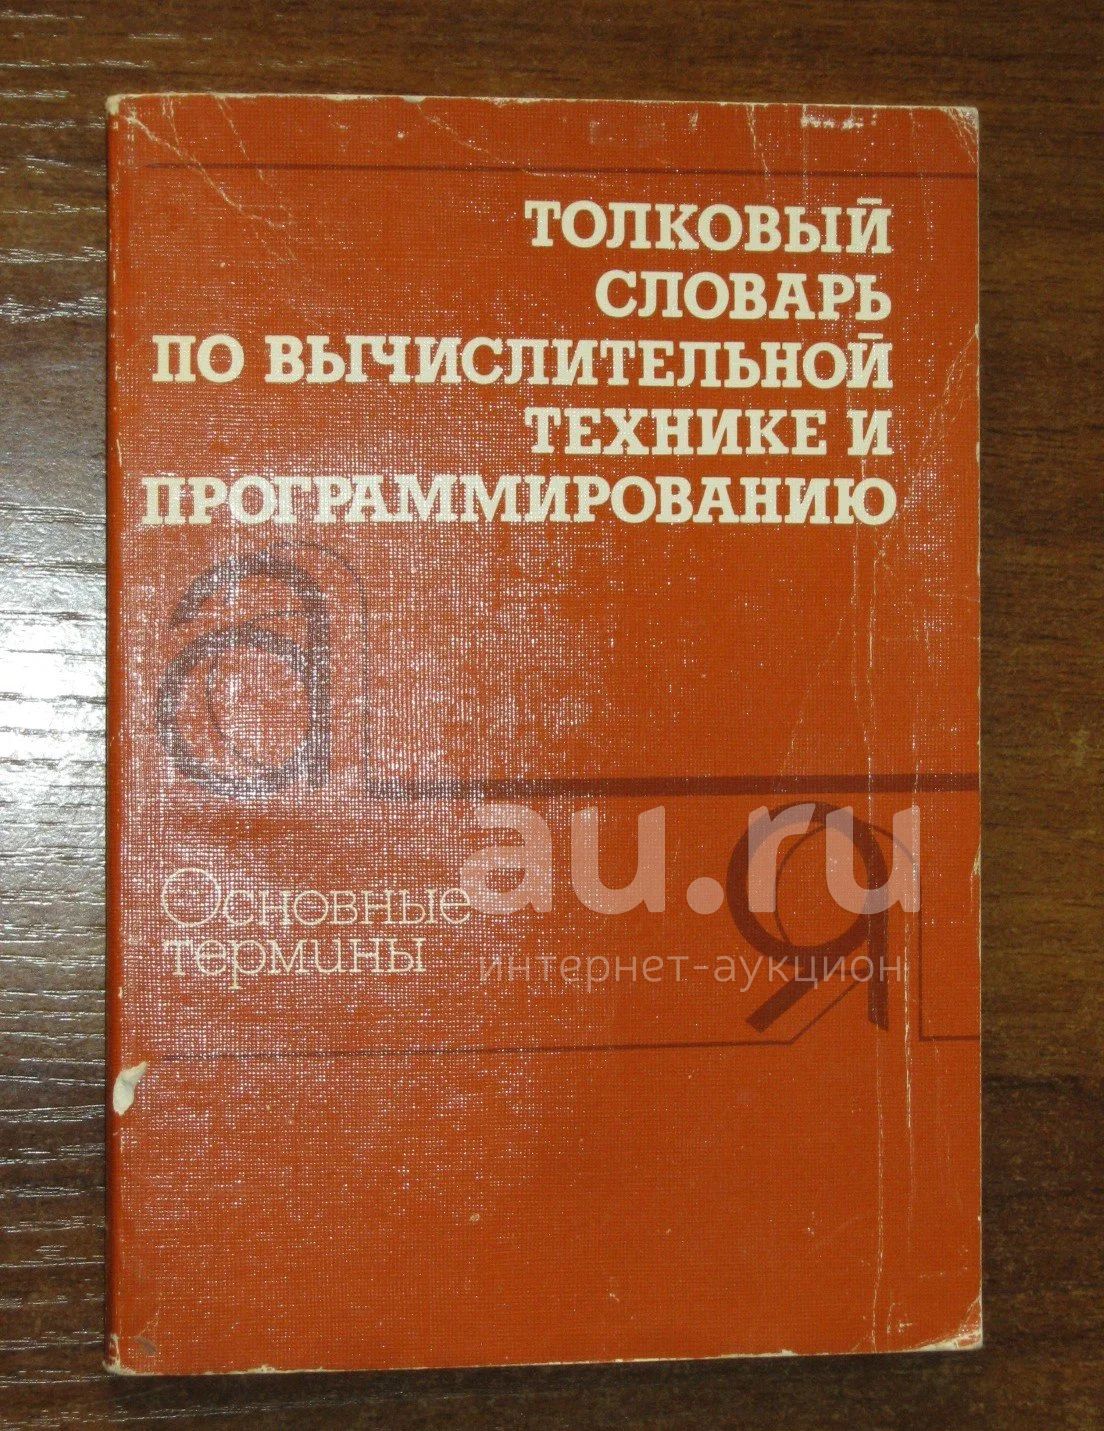 ТОЛКОВЫЙ
СЛОВАРЬ
ПО ВЫЧИСЛИТЕЛЬНОЙ
ТЕХНИКЕ И
ПРОГРАММИРОВАНИЮ
а
au.ru
Я
Основные
термины
интернет-аукцион